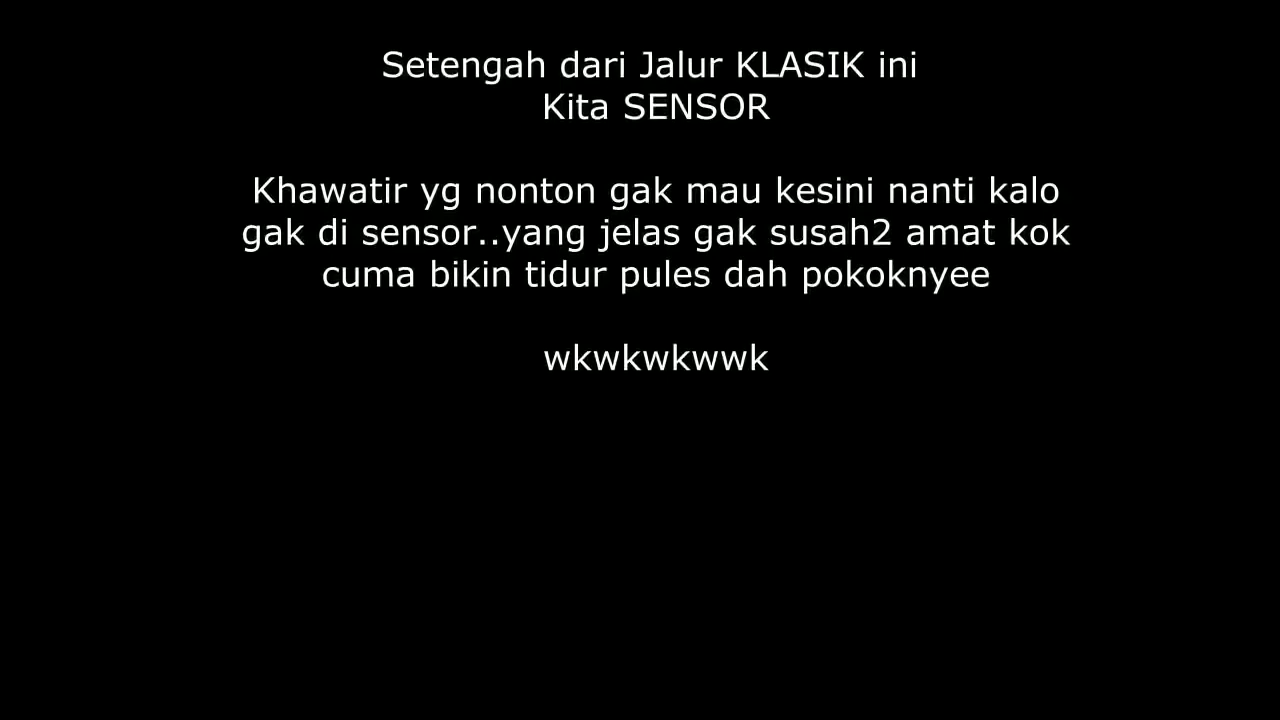 Setengah dari Jalur KLASIK ini
Kita SENSOR
Khawatir yg nonton gak mau kesini nanti kalo
gak di sensor..yang jelas gak susah2 amat kok
cuma bikin tidur pules dah pokoknyee
wkwkwkwwk